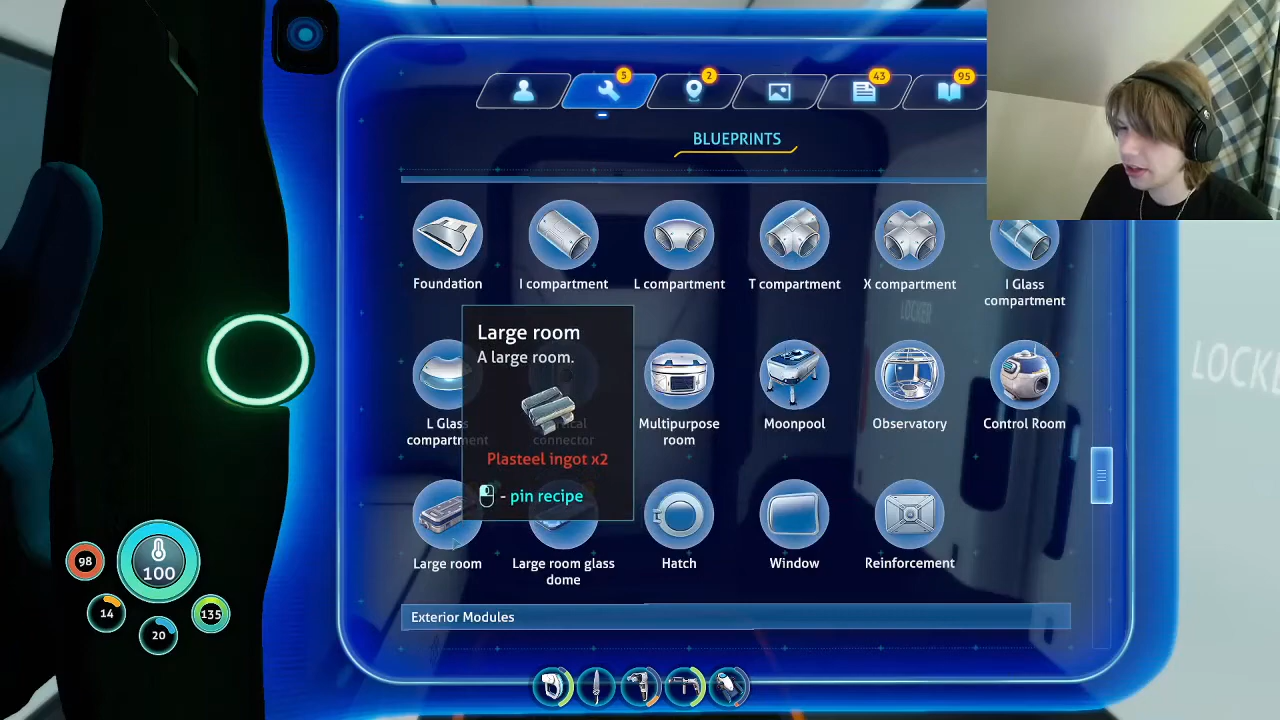 5
2
43
95
BLUEPRINTS
Foundation
I compartment
L compartment
T compartment
X compartment
I Glass
compartment
LOCKER
Large room
A large room.
Plasteel ingot x2
- pin recipe
L Glass
compartment
connector
Multipurpose
room
Moonpool
Observatory
Control Room
LOCKE
Large room
Large room glass
dome
Hatch
Window
Reinforcement
Exterior Modules
98
100
14
135
20